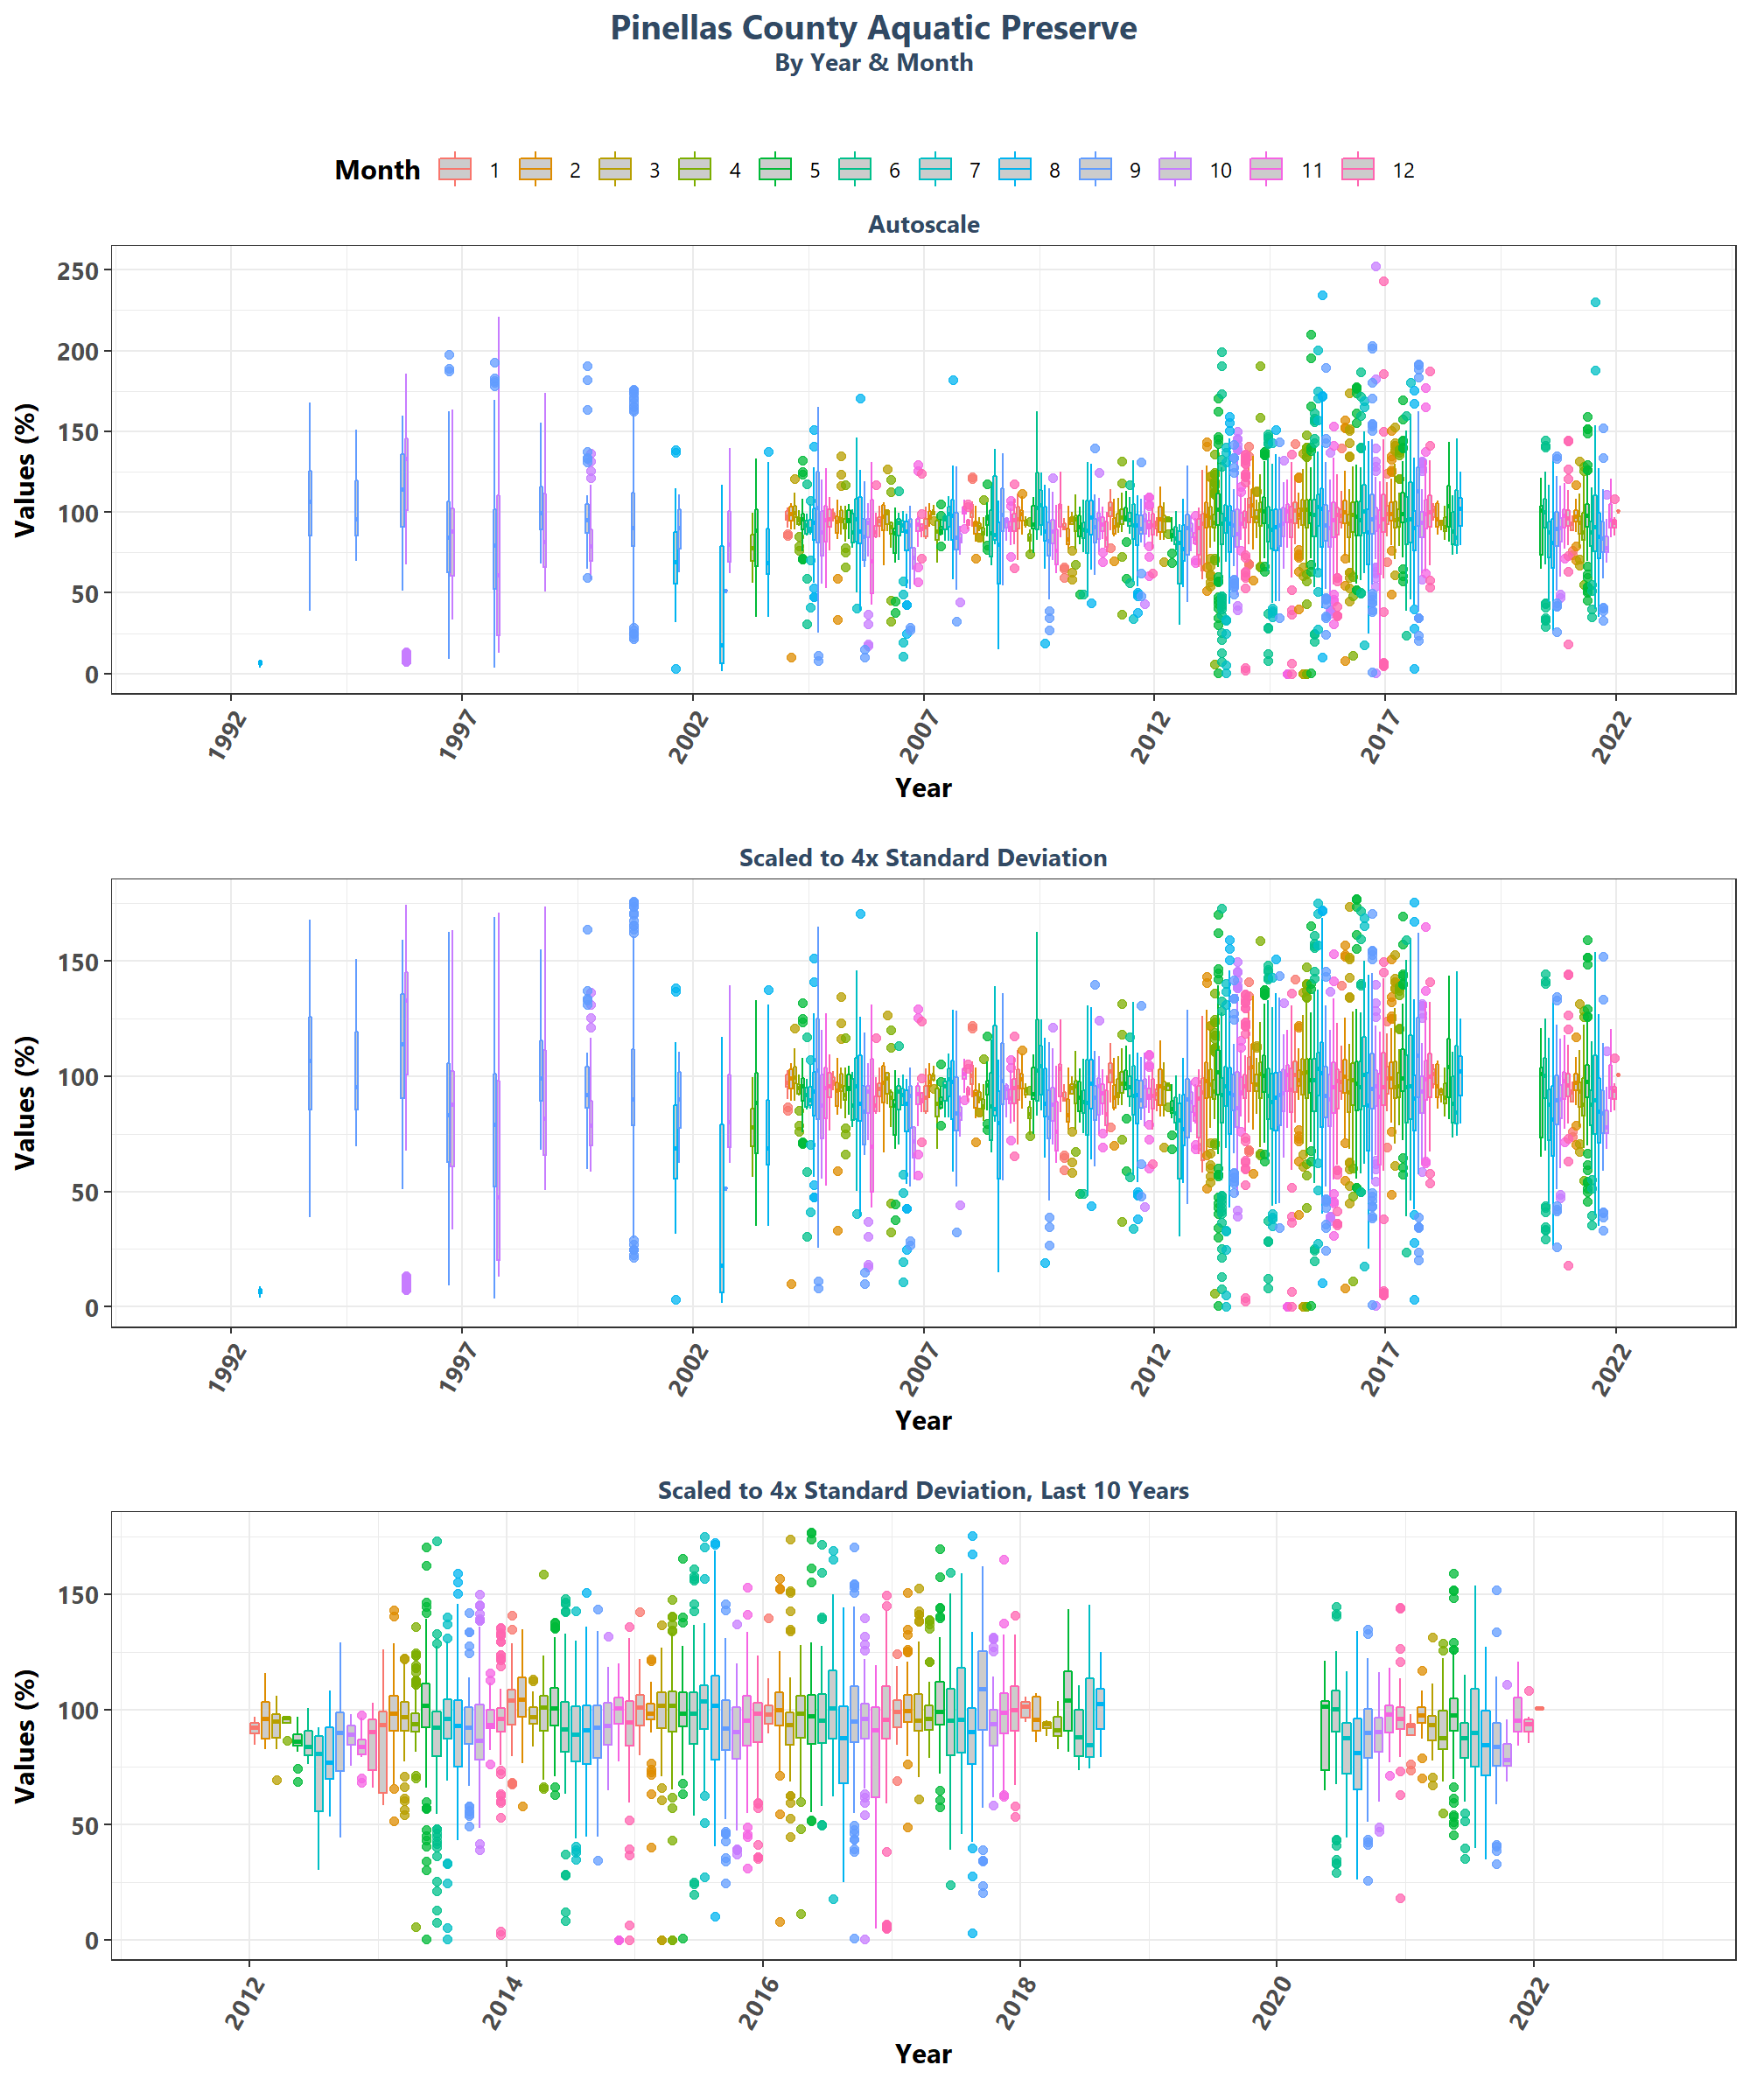 Pinellas County Aquatic Preserve
By Year & Month
Month 1 2 3 4 5 6 7 8 9 10 11 12
Autoscale
Values (%)
250
200
150
100
50
0
1992 1997 2002 2007 2012 2017 2022
Year
Scaled to 4x Standard Deviation
Values (%)
150
100
50
0
1992 1997 2002 2007 2012 2017 2022
Year
Scaled to 4x Standard Deviation, Last 10 Years
Values (%)
150
100
50
0
2012 2014 2016 2018 2020 2022
Year